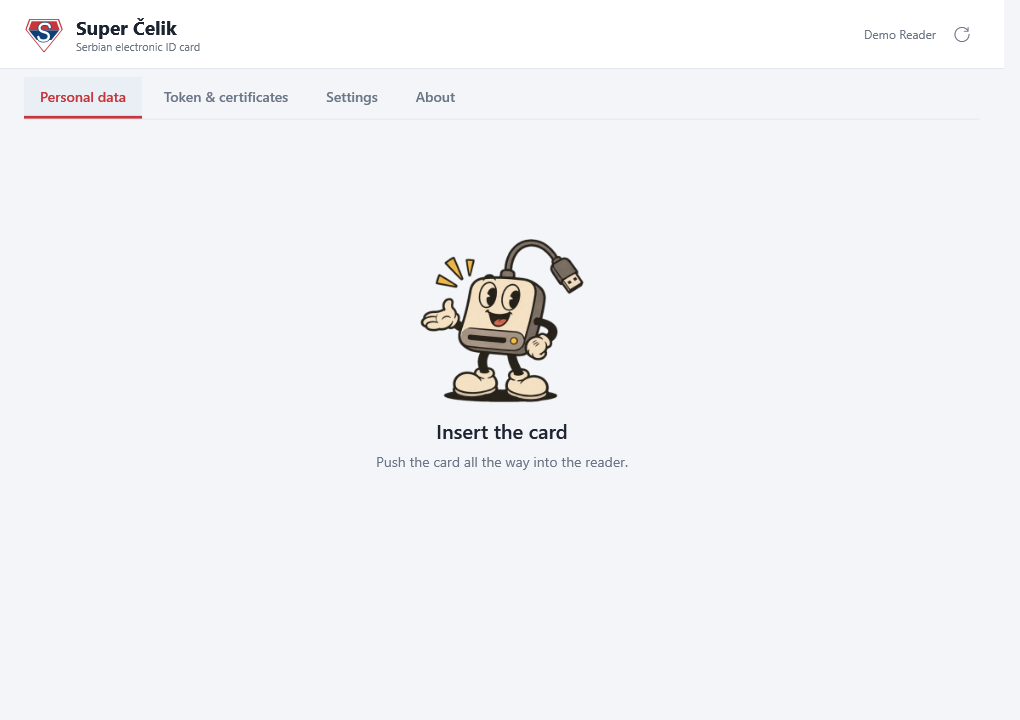 Super Čelik
Serbian electronic ID card
Demo Reader
Personal data
Token & certificates
Settings
About
Insert the card
Push the card all the way into the reader.